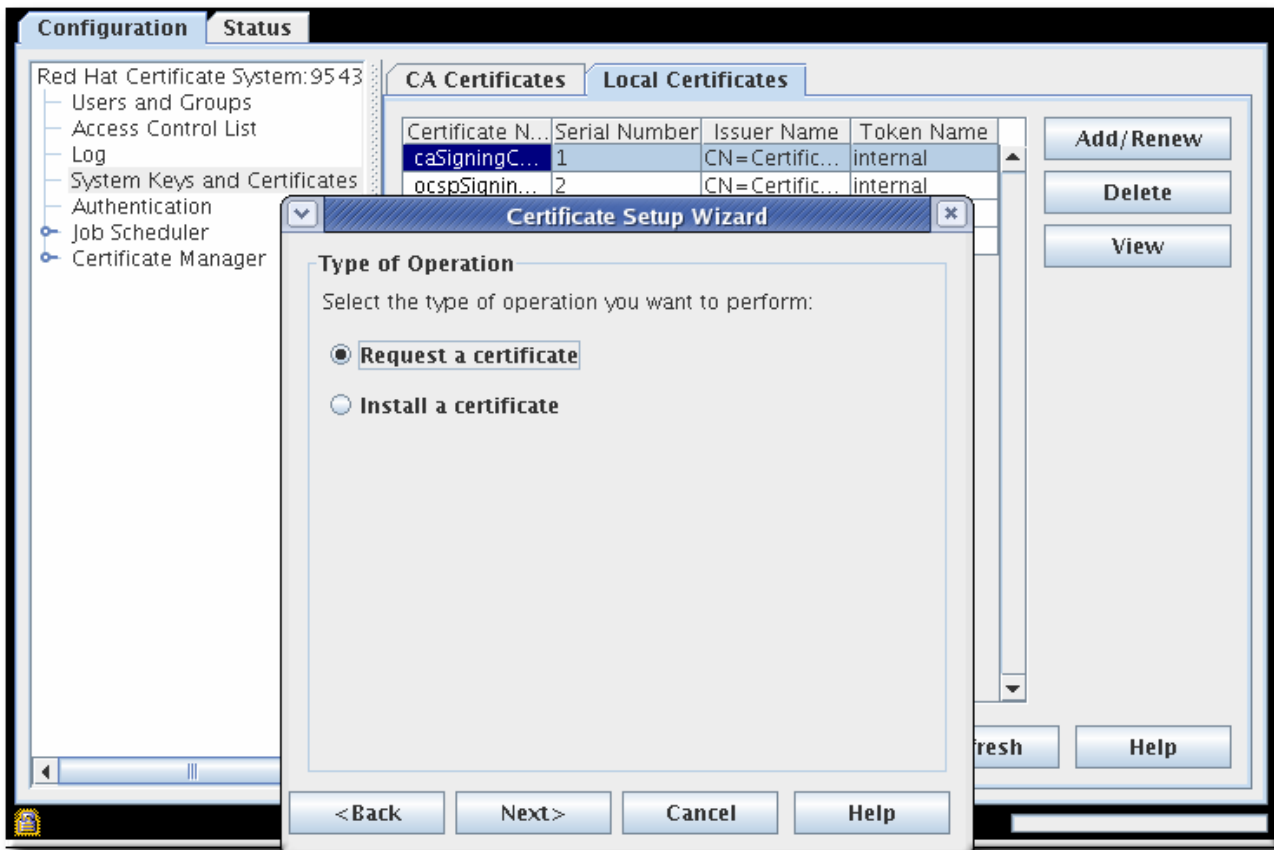 Configuration Status
Red Hat Certificate System:9543
Users and Groups
Access Control List
Log
System Keys and Certificates
Authentication
Job Scheduler
Certificate Manager
CA Certificates Local Certificates
Certificate N... Serial Number Issuer Name Token Name
caSigningC... 1 CN=Certific... internal
ocspSignin... 2 CN=Certific... internal
Add/Renew
Delete
View
Certificate Setup Wizard
Type of Operation
Select the type of operation you want to perform:
Request a certificate
Install a certificate
<Back Next> Cancel Help
fresh Help